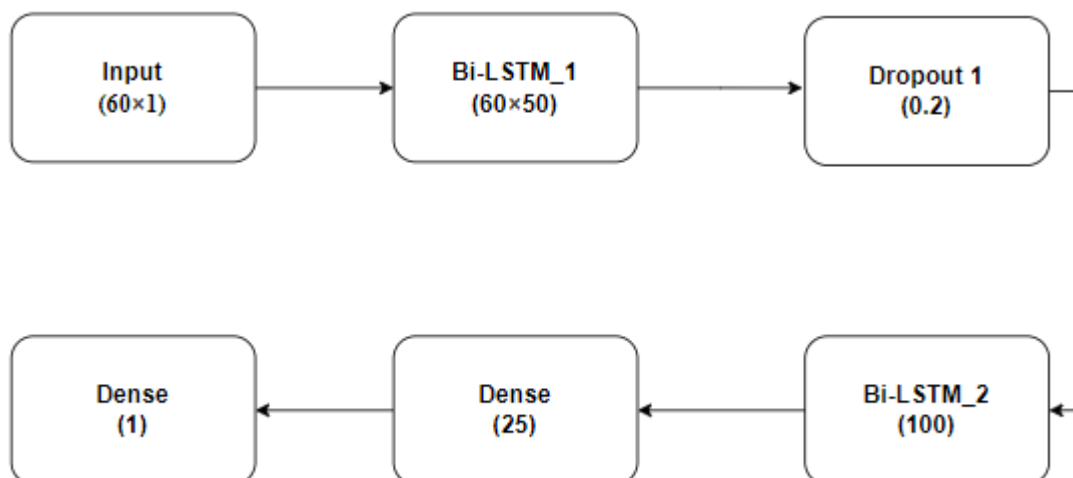 Input
(60×1)
Bi-LSTM_1
(60×50)
Dropout 1
(0.2)
Bi-LSTM_2
(100)
Dense
(25)
Dense
(1)